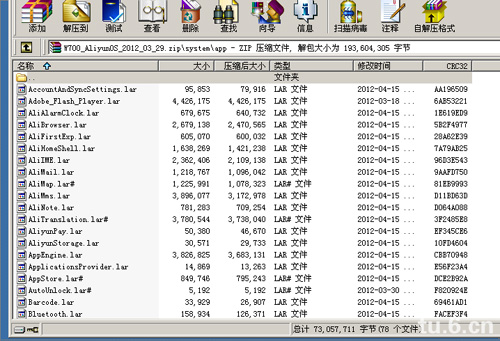 添加 解压到 测试 查看 删除 查找 向导 信息 扫描病毒 注释 自解压格式
W700_AliyunOS_2012_03_29.zip\system\app - ZIP 压缩文件, 解包大小为 193,604,305 字节
名称 大小 压缩后大小 类型 修改时间 CRC32
.. 文件夹
AccountAndSyncSettings.lar 95,853 79,916 LAR 文件 2012-04-15 ... AA196509
Adobe_Flash_Player.lar 4,426,175 4,426,175 LAR 文件 2012-03-18 ... 6AB53221
AliAlarmClock.lar 679,675 640,732 LAR 文件 2012-04-15 ... 1E619ED9
AliBrowser.lar 2,679,138 2,470,565 LAR 文件 2012-04-15 ... 5B2F4977
AliFirstExp.lar 605,070 600,032 LAR 文件 2012-04-15 ... 28A62E39
AliHomeShell.lar 1,638,269 1,421,238 LAR 文件 2012-04-15 ... 7A79AB25
AliIME.lar 2,362,406 2,109,138 LAR 文件 2012-04-15 ... 96D3E543
AliMail.lar 1,218,767 1,096,042 LAR 文件 2012-04-15 ... 9AAFD750
AliMap.lar# 1,225,991 1,078,323 LAR# 文件 2012-04-15 ... 81EB9993
AliMms.lar 3,896,077 3,172,978 LAR 文件 2012-04-15 ... D11ED63D
AliNote.lar 781,283 709,254 LAR 文件 2012-04-15 ... D064A088
AliTranslation.lar# 3,780,544 3,738,040 LAR# 文件 2012-04-15 ... 3F2485E8
AliyunPay.lar 50,380 46,670 LAR 文件 2012-04-15 ... EF345CE6
AliyunStorage.lar 30,571 29,733 LAR 文件 2012-04-15 ... 10FD4604
AppEngine.lar 3,826,825 3,683,131 LAR 文件 2012-04-15 ... CBB70948
ApplicationsProvider.lar 14,869 13,263 LAR 文件 2012-04-15 ... E56F23A4
AppStore.lar# 849,746 795,243 LAR# 文件 2012-04-15 ... DCE2B92A
AutoUnlock.lar# 5,192 5,192 LAR# 文件 2012-03-30 ... F820924E
Barcode.lar 33,929 26,907 LAR 文件 2012-04-15 ... 69461AD1
Bluetooth.lar 158,934 126,371 LAR 文件 2012-04-15 ... FACEF3F4
总计 73,057,711 字节(78 个文件)
tu.6.cn